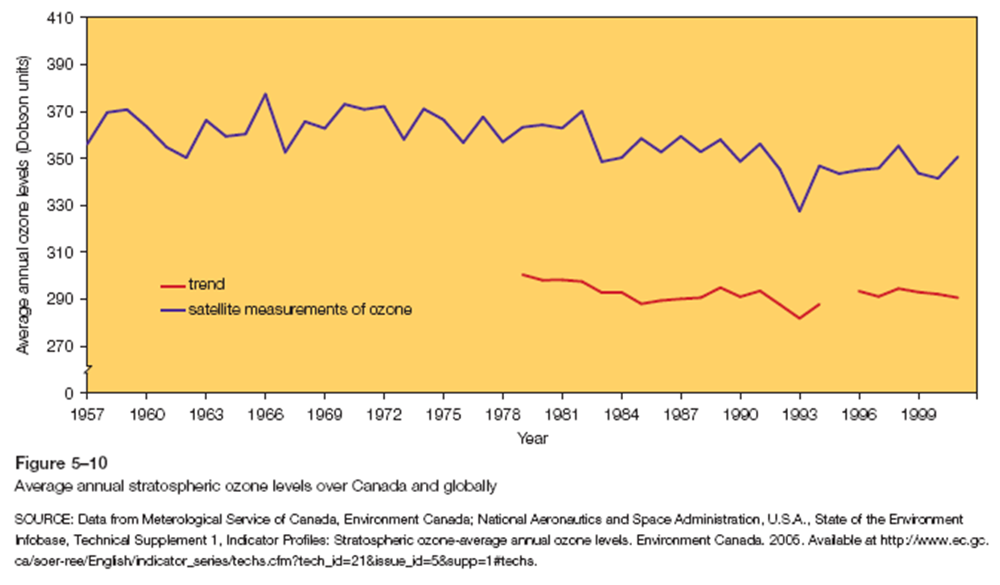 410
390
370
350
330
310
290
270
0
Average annual ozone levels (Dobson units)
trend
satellite measurements of ozone
1957 1960 1963 1966 1969 1972 1975 1978 1981 1984 1987 1990 1993 1996 1999
Year
Figure 5–10
Average annual stratospheric ozone levels over Canada and globally
SOURCE: Data from Meterological Service of Canada, Environment Canada; National Aeronautics and Space Administration, U.S.A., State of the Environment
Infobase, Technical Supplement 1, Indicator Profiles: Stratospheric ozone-average annual ozone levels. Environment Canada. 2005. Available at http://www.ec.gc.
ca/soer-ree/English/indicator_series/techs.cfm?tech_id=21&issue_id=5&supp=1#techs.